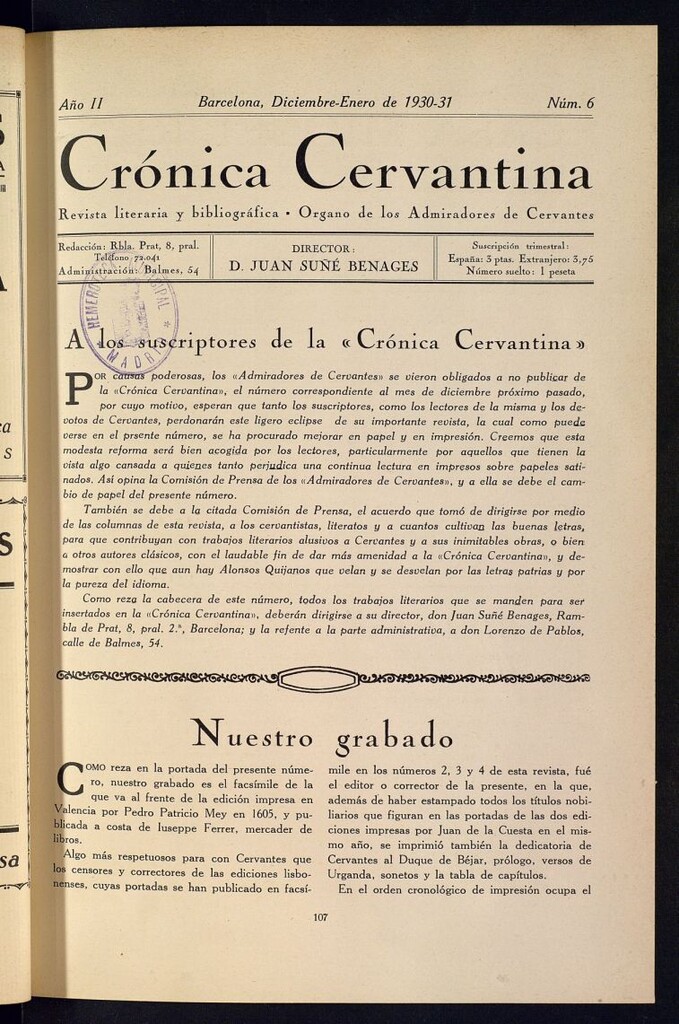 Año II Barcelona, Diciembre-Enero de 1930-31 Núm. 6
Crónica Cervantina
Revista literaria y bibliográfica • Organo de los Admiradores de Cervantes
Redacción: Rbla. Prat, 8, pral.
Teléfono 72.041
Administración: Balmes, 54
DIRECTOR:
D. JUAN SUÑÉ BENAGES
Suscripción trimestral:
España: 3 ptas. Extranjero: 3,75
Número suelto: 1 peseta
HEMEROTECA MUNICIPAL
* MADRID *
A los suscriptores de la «Crónica Cervantina»
POR causas poderosas, los «Admiradores de Cervantes» se vieron obligados a no publicar de
la «Crónica Cervantina», el número correspondiente al mes de diciembre próximo pasado,
por cuyo motivo, esperan que tanto los suscriptores, como los lectores de la misma y los de-
votos de Cervantes, perdonarán este ligero eclipse de su importante revista, la cual como puede
verse en el prsente número, se ha procurado mejorar en papel y en impresión. Creemos que esta
modesta reforma será bien acogida por los lectores, particularmente por aquellos que tienen la
vista algo cansada a quienes tanto perjudica una continua lectura en impresos sobre papeles sati-
nados. Así opina la Comisión de Prensa de los «Admiradores de Cervantes», y a ella se debe el cam-
bio de papel del presente número.
También se debe a la citada Comisión de Prensa, el acuerdo que tomó de dirigirse por medio
de las columnas de esta revista, a los cervantistas, literatos y a cuantos cultivan las buenas letras,
para que contribuyan con trabajos literarios alusivos a Cervantes y a sus inimitables obras, o bien
a otros autores clásicos, con el laudable fin de dar más amenidad a la «Crónica Cervantina», y de-
mostrar con ello que aun hay Alonsos Quijanos que velan y se desvelan por las letras patrias y por
la pureza del idioma.
Como reza la cabecera de este número, todos los trabajos literarios que se manden para ser
insertados en la «Crónica Cervantina», deberán dirigirse a su director, don Juan Suñé Benages, Ram-
bla de Prat, 8, pral. 2.ª, Barcelona; y la refente a la parte administrativa, a don Lorenzo de Pablos,
calle de Balmes, 54.
Nuestro grabado
COMO reza en la portada del presente núme-
ro, nuestro grabado es el facsímile de la
que va al frente de la edición impresa en
Valencia por Pedro Patricio Mey en 1605, y pu-
blicada a costa de Iuseppe Ferrer, mercader de
libros.
Algo más respetuosos para con Cervantes que
los censores y correctores de las ediciones lisbo-
nenses, cuyas portadas se han publicado en facsí-
mile en los números 2, 3 y 4 de esta revista, fué
el editor o corrector de la presente, en la que,
además de haber estampado todos los títulos nobi-
liarios que figuran en las portadas de las dos edi-
ciones impresas por Juan de la Cuesta en el mis-
mo año, se imprimió también la dedicatoria de
Cervantes al Duque de Béjar, prólogo, versos de
Urganda, sonetos y la tabla de capítulos.
En el orden cronológico de impresión ocupa el
107